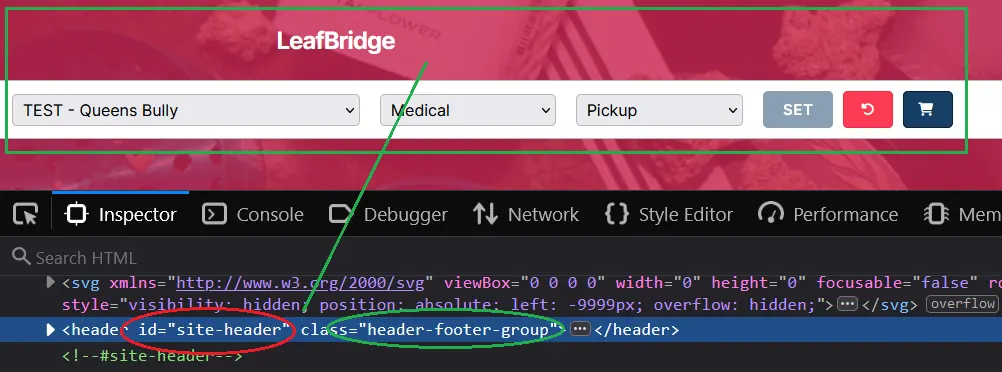 LeafBridge
TEST - Queens Bully Medical Pickup SET
Inspector Console Debugger Network Style Editor Performance Mem
Search HTML
<svg xmlns="http://www.w3.org/2000/svg" viewBox="0 0 0 0" width="0" height="0" focusable="false" ro
style="visibility: hidden; position: absolute; left: -9999px; overflow: hidden;"> ••• </svg> overflow
<header id="site-header" class="header-footer-group"> ••• </header>
<!--#site-header-->